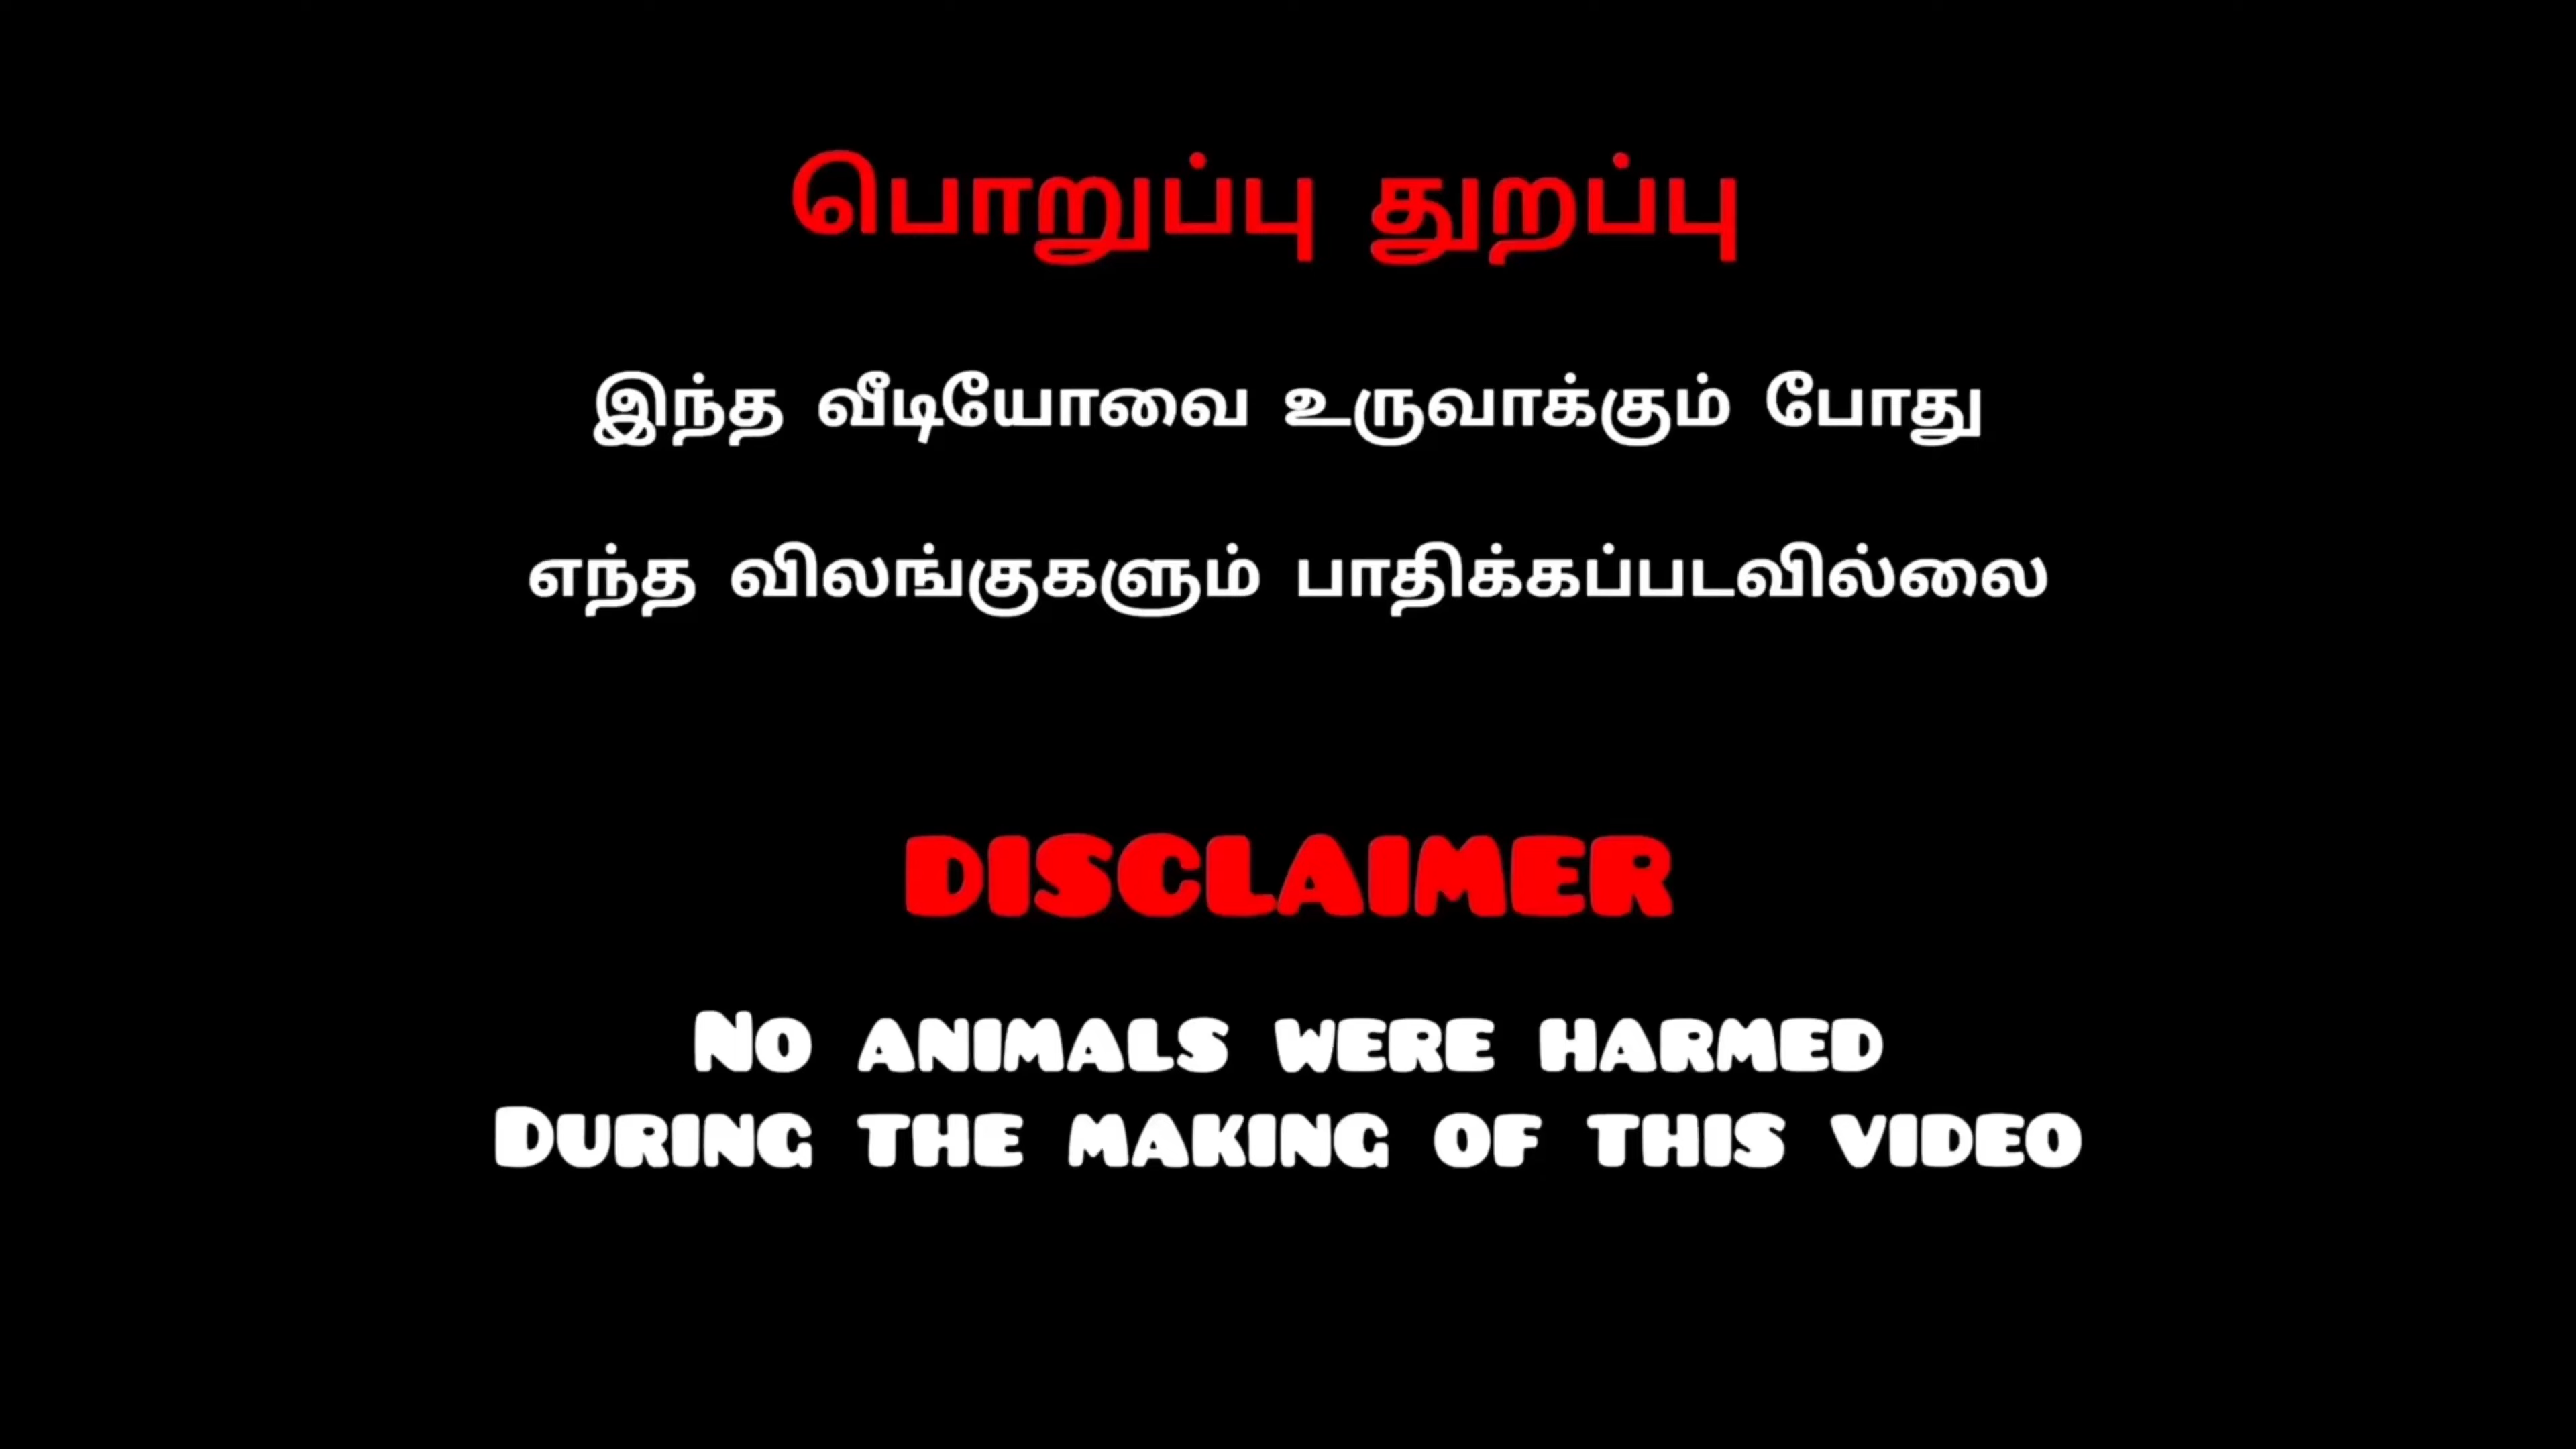 பொறுப்பு துறப்பு
இந்த வீடியோவை உருவாக்கும் போது
எந்த விலங்குகளும் பாதிக்கப்படவில்லை
DISCLAIMER
NO ANIMALS WERE HARMED
DURING THE MAKING OF THIS VIDEO